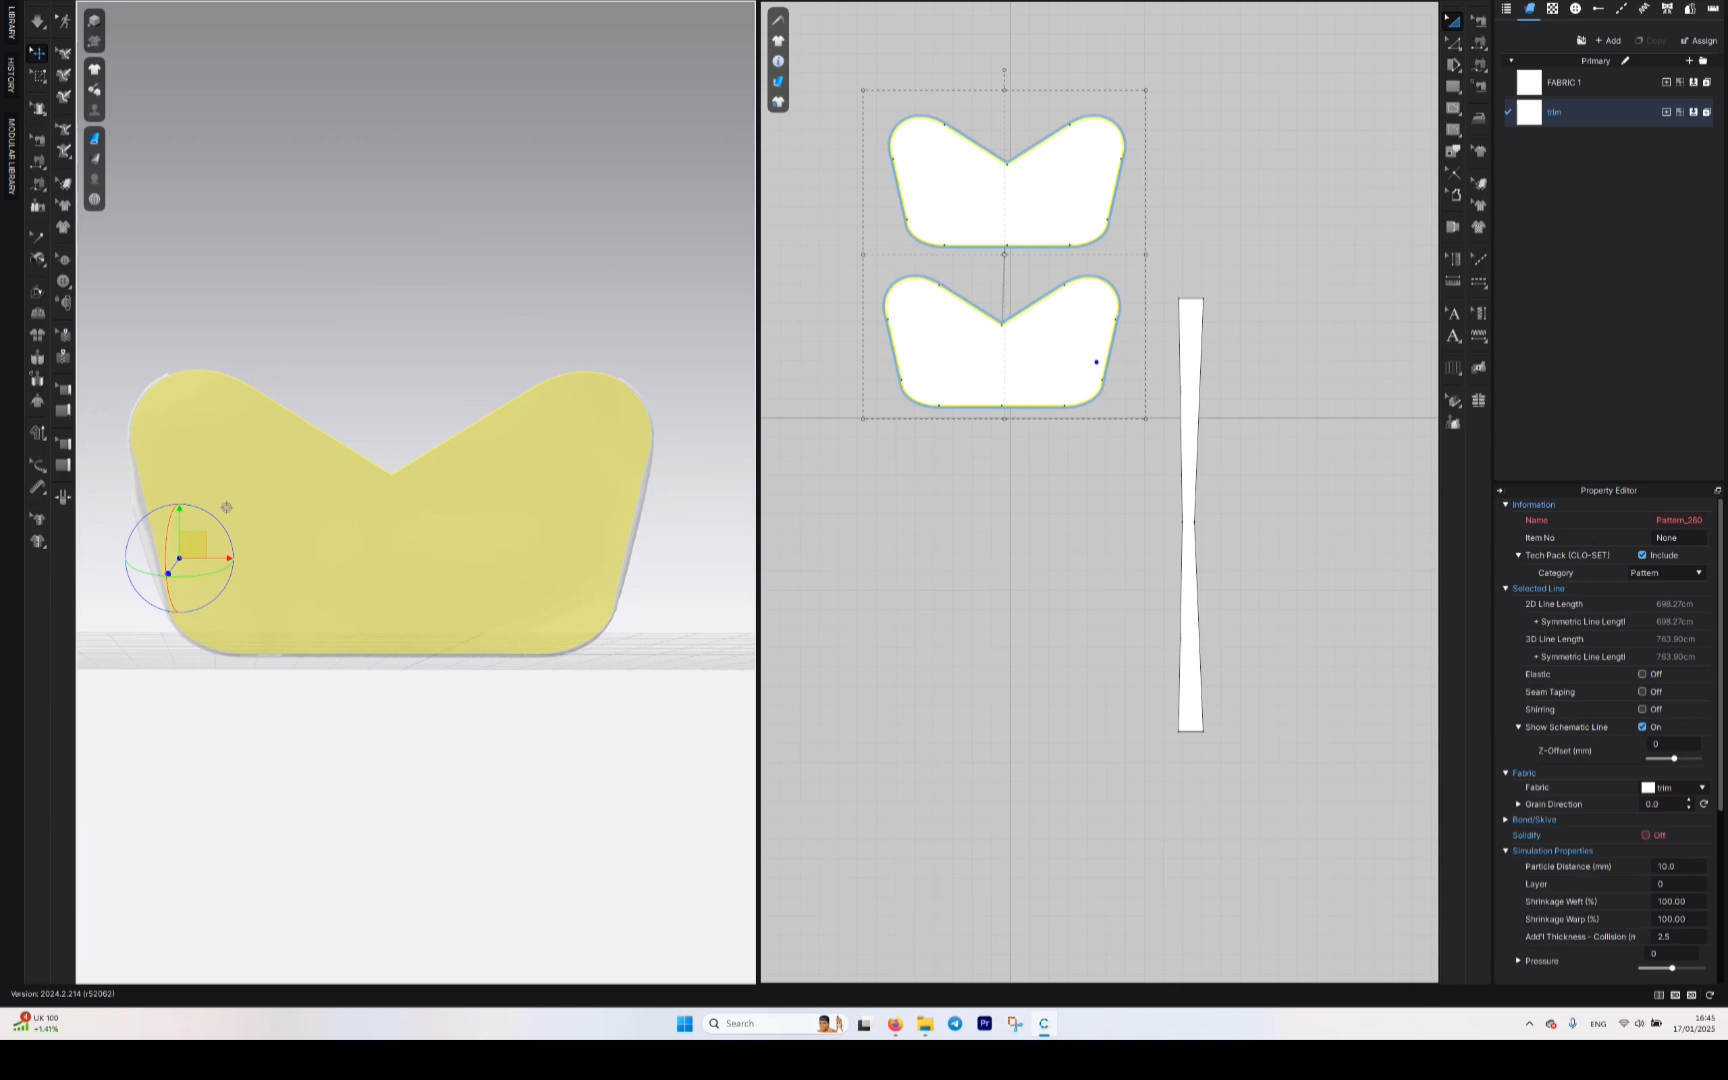 LIBRARY
HISTORY
MODULAR LIBRARY
+ Add
Copy
Assign
Primary
FABRIC 1
trim
Property Editor
Information
Name Pattern_260
Item No None
Tech Pack (CLO-SET) Include
Category Pattern
Selected Line
2D Line Length 698.27cm
+ Symmetric Line Lengtl 698.27cm
3D Line Length 763.90cm
+ Symmetric Line Lengtl 763.90cm
Elastic Off
Seam Taping Off
Shirring Off
Show Schematic Line On
Z-Offset (mm) 0
Fabric
Fabric trim
Grain Direction 0.0
Bond/Skive
Solidify Off
Simulation Properties
Particle Distance (mm) 10.0
Layer 0
Shrinkage Weft (%) 100.00
Shrinkage Warp (%) 100.00
Add'l Thickness - Collision (n 2.5
Pressure 0
Version: 2024.2.214 (r52062)
4
UK 100
+1.41%
Search
Pr
C
ENG
16:45
17/01/2025